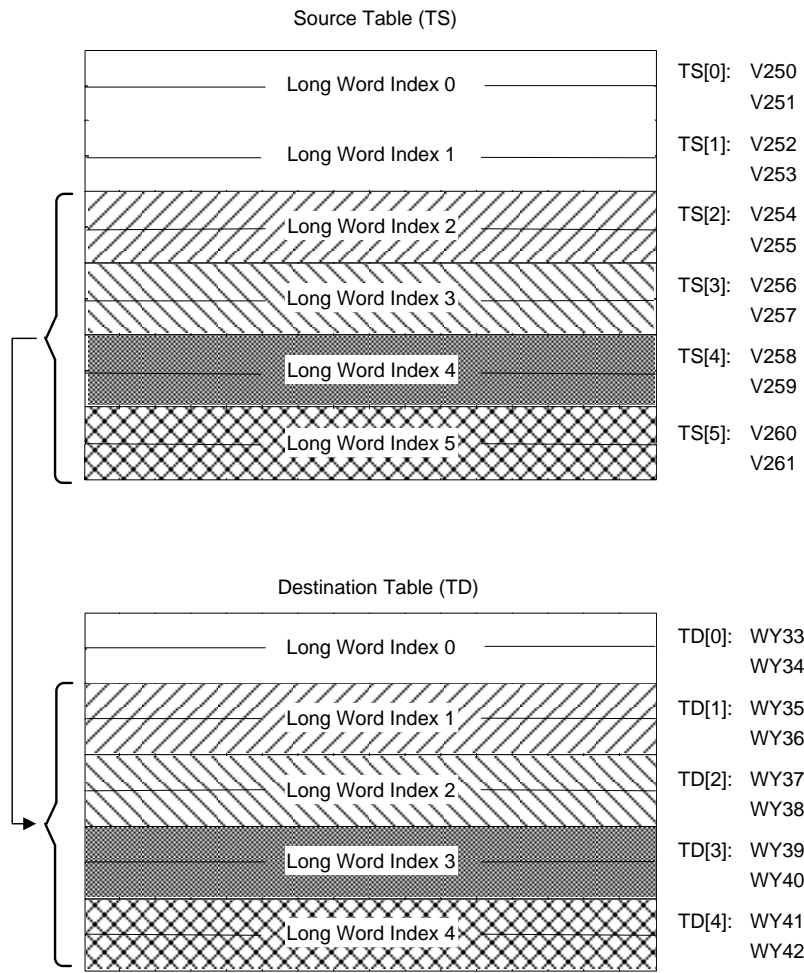 Source Table (TS)
Long Word Index 0
TS[0]: V250
V251
Long Word Index 1
TS[1]: V252
V253
Long Word Index 2
TS[2]: V254
V255
Long Word Index 3
TS[3]: V256
V257
Long Word Index 4
TS[4]: V258
V259
Long Word Index 5
TS[5]: V260
V261
Destination Table (TD)
Long Word Index 0
TD[0]: WY33
WY34
Long Word Index 1
TD[1]: WY35
WY36
Long Word Index 2
TD[2]: WY37
WY38
Long Word Index 3
TD[3]: WY39
WY40
Long Word Index 4
TD[4]: WY41
WY42